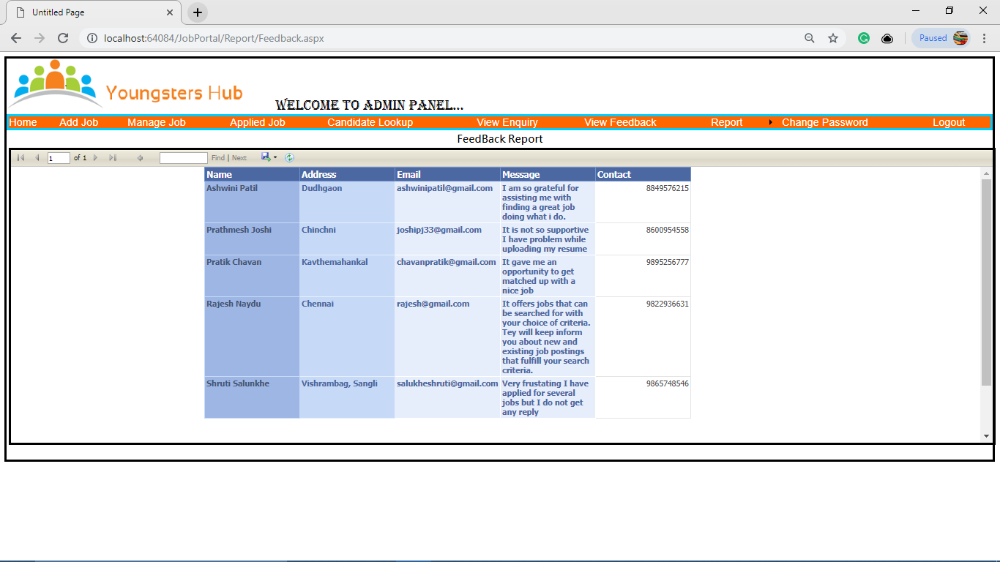 Untitled Page
localhost:64084/JobPortal/Report/Feedback.aspx
Paused
Youngsters Hub
WELCOME TO ADMIN PANEL...
Home Add Job Manage Job Applied Job Candidate Lookup View Enquiry View Feedback Report Change Password Logout
FeedBack Report
1 of 1 Find | Next
Name Address Email Message Contact
Ashwini Patil Dudhgaon ashwinipatil@gmail.com I am so grateful for 8849576215
assisting me with
finding a great job
doing what i do.
Prathmesh Joshi Chinchni joshipj33@gmail.com It is not so supportive 8600954558
I have problem while
uploading my resume
Pratik Chavan Kavthemahankal chavanpratik@gmail.com It gave me an 9895256777
opportunity to get
matched up with a
nice job
Rajesh Naydu Chennai rajesh@gmail.com It offers jobs that can 9822936631
be searched for with
your choice of criteria.
Tey will keep inform
you about new and
existing job postings
that fulfill your search
criteria.
Shruti Salunkhe Vishrambag, Sangli salukheshruti@gmail.com Very frustating I have 9865748546
applied for several
jobs but I do not get
any reply